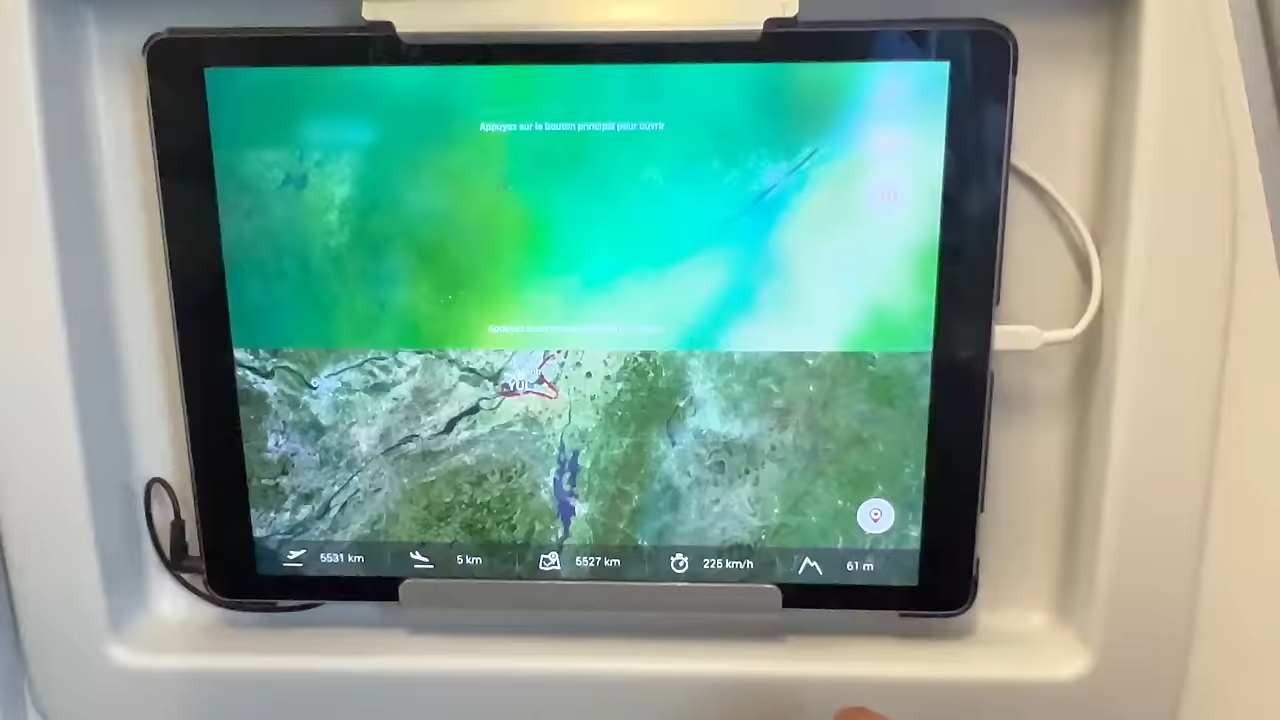 Appuyez sur le bouton principal pour ouvrir
YUL
5531 km
5 km
5527 km
225 km/h
61 m